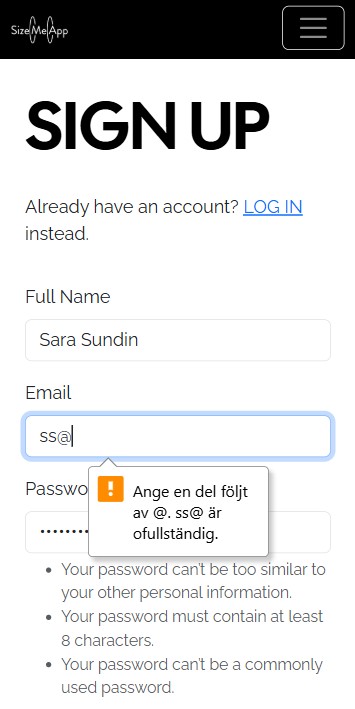 SizeMeApp
SIGN UP
Already have an account? LOG IN
instead.
Full Name
Sara Sundin
Email
ss@
Ange en del följt
av @. ss@ är
ofullständig.
••••••••
• Your password can't be too similar to
your other personal information.
• Your password must contain at least
8 characters.
• Your password can't be a commonly
used password.